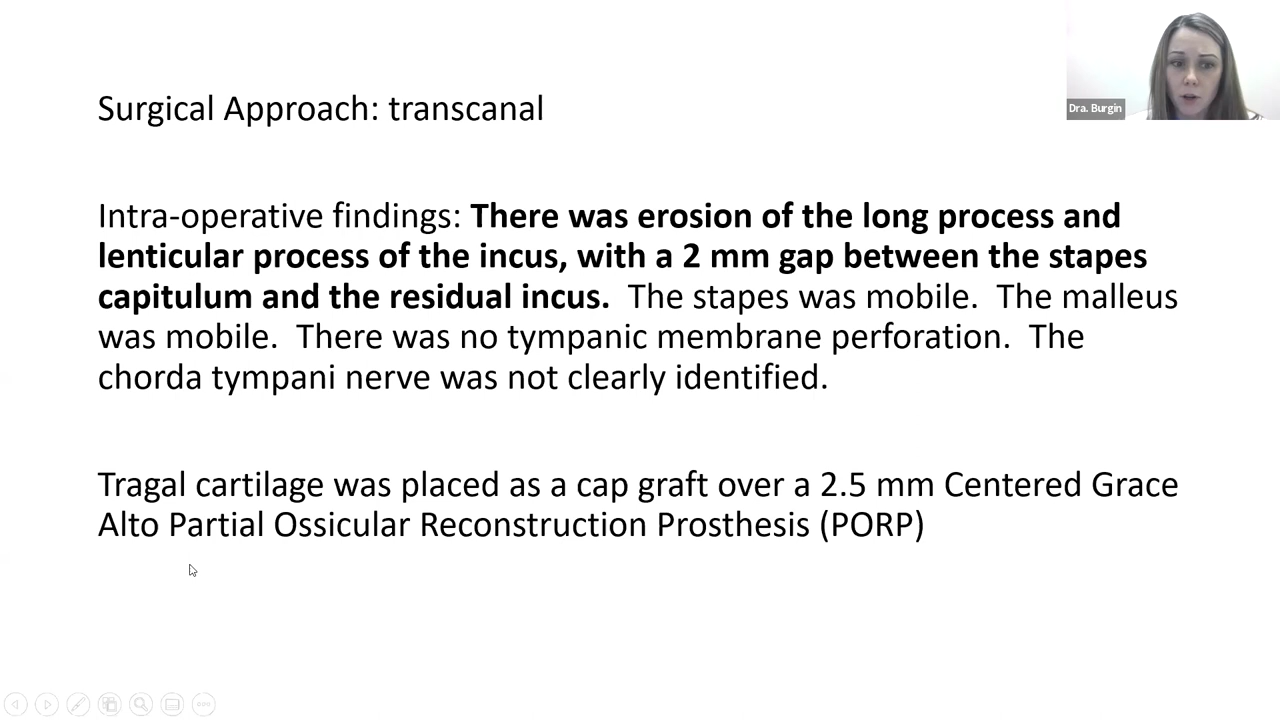 Dra. Burgin
Surgical Approach: transcanal
Intra-operative findings: There was erosion of the long process and
lenticular process of the incus, with a 2 mm gap between the stapes
capitulum and the residual incus.  The stapes was mobile.  The malleus
was mobile.  There was no tympanic membrane perforation.  The
chorda tympani nerve was not clearly identified.
Tragal cartilage was placed as a cap graft over a 2.5 mm Centered Grace
Alto Partial Ossicular Reconstruction Prosthesis (PORP)